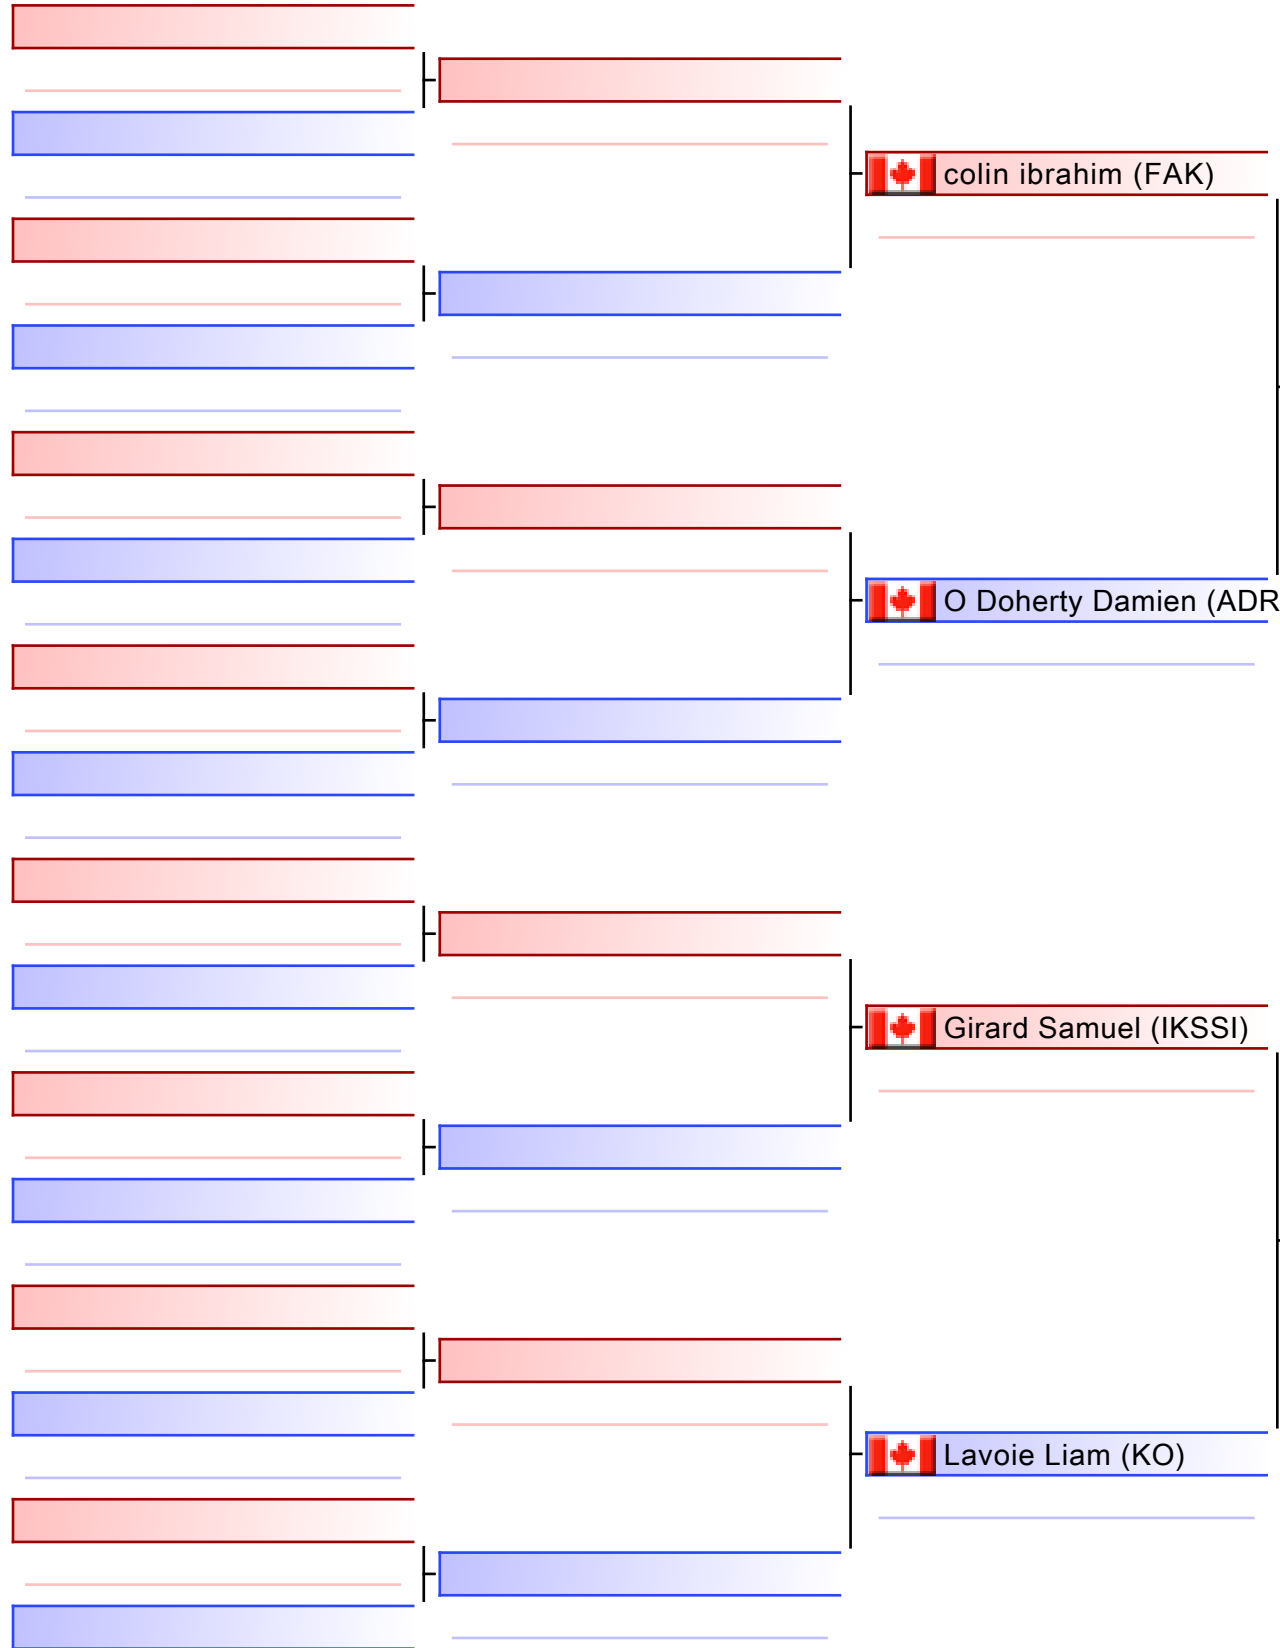 colin ibrahim (FAK)
O Doherty Damien (ADR
Girard Samuel (IKSSI)
Lavoie Liam (KO)